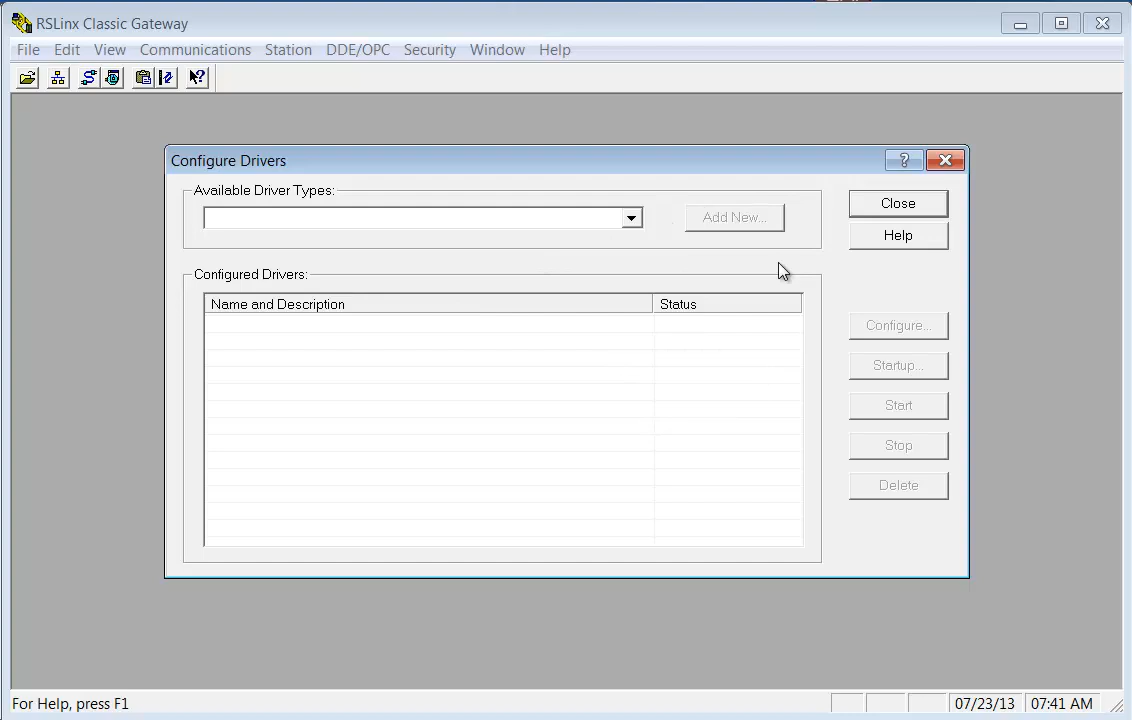 RSLinx Classic Gateway
File Edit View Communications Station DDE/OPC Security Window Help
Configure Drivers
Available Driver Types:
Add New...
Close
Help
Configured Drivers:
Name and Description Status
Configure...
Startup...
Start
Stop
Delete
For Help, press F1 07/23/13 07:41 AM